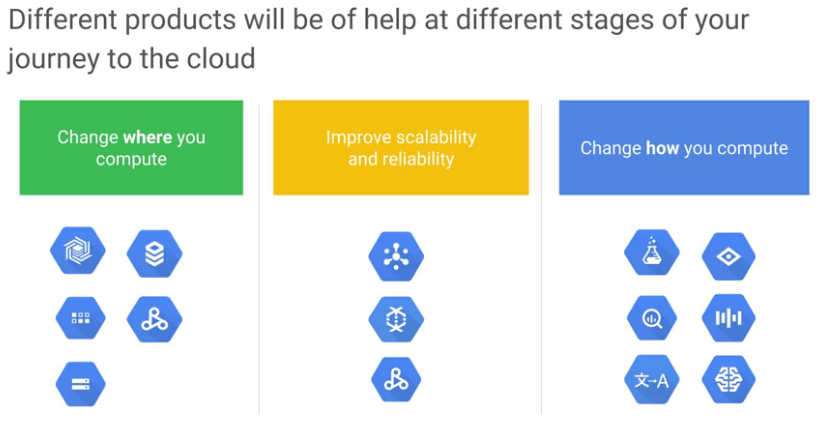 Different products will be of help at different stages of your
journey to the cloud
Change where you
compute
Improve scalability
and reliability
Change how you compute
文→A